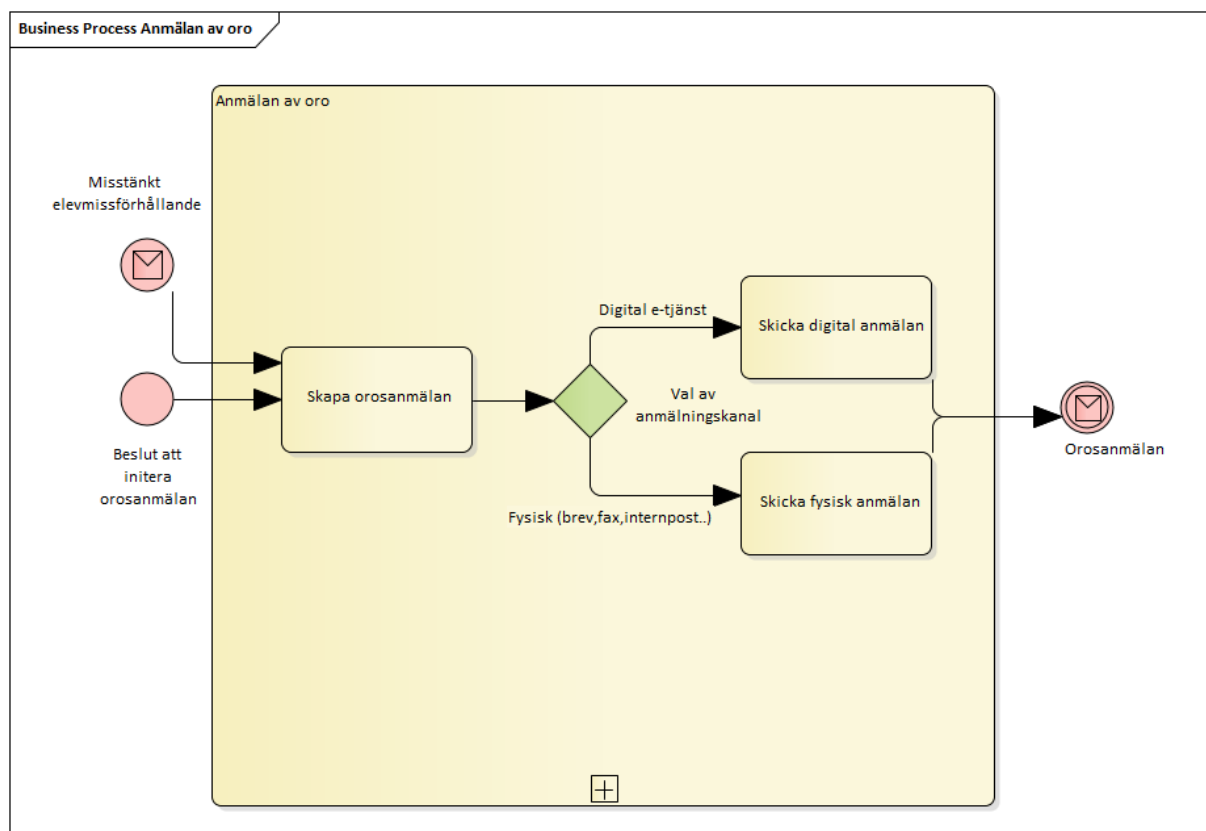 Business Process Anmälan av oro
Anmälan av oro
Misstänkt
elevmissförhållande
Digital e-tjänst
Skicka digital anmälan
Skapa orosanmälan
Val av
anmälningskanal
Orosanmälan
Beslut att
initera
orosanmälan
Skicka fysisk anmälan
Fysisk (brev,fax,internpost..)